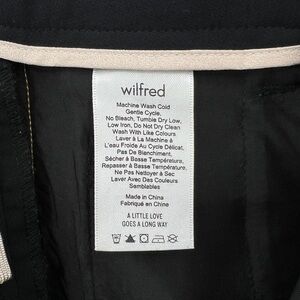 wilfred
Machine Wash Cold
Gentle Cycle,
No Bleach, Tumble Dry Low,
Low Iron, Do Not Dry Clean
Wash With Like Colours
Laver À La Machine À
L'eau Froide Au Cycle Délicat,
Pas De Blanchiment,
Sécher à Basse Température,
Repasser à Basse Température,
Ne Pas Nettoyer À Sec
Laver Avec Des Couleurs
Semblables
Made in China
Fabriqué en China
A LITTLE LOVE
GOES A LONG WAY